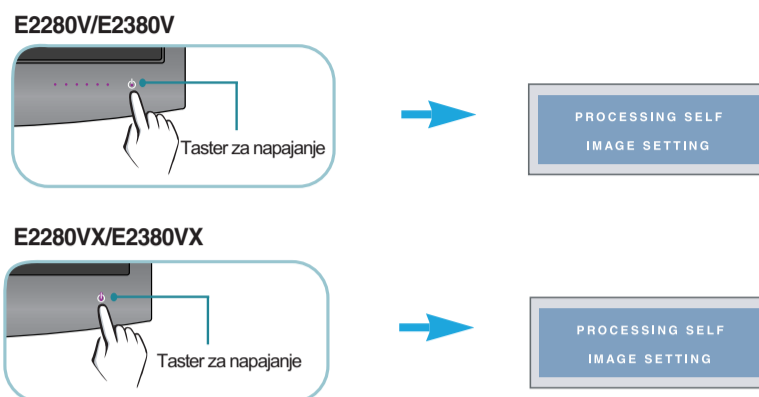 E2280V/E2380V
Taster za napajanje
PROCESSING SELF
IMAGE SETTING
E2280VX/E2380VX
Taster za napajanje
PROCESSING SELF
IMAGE SETTING